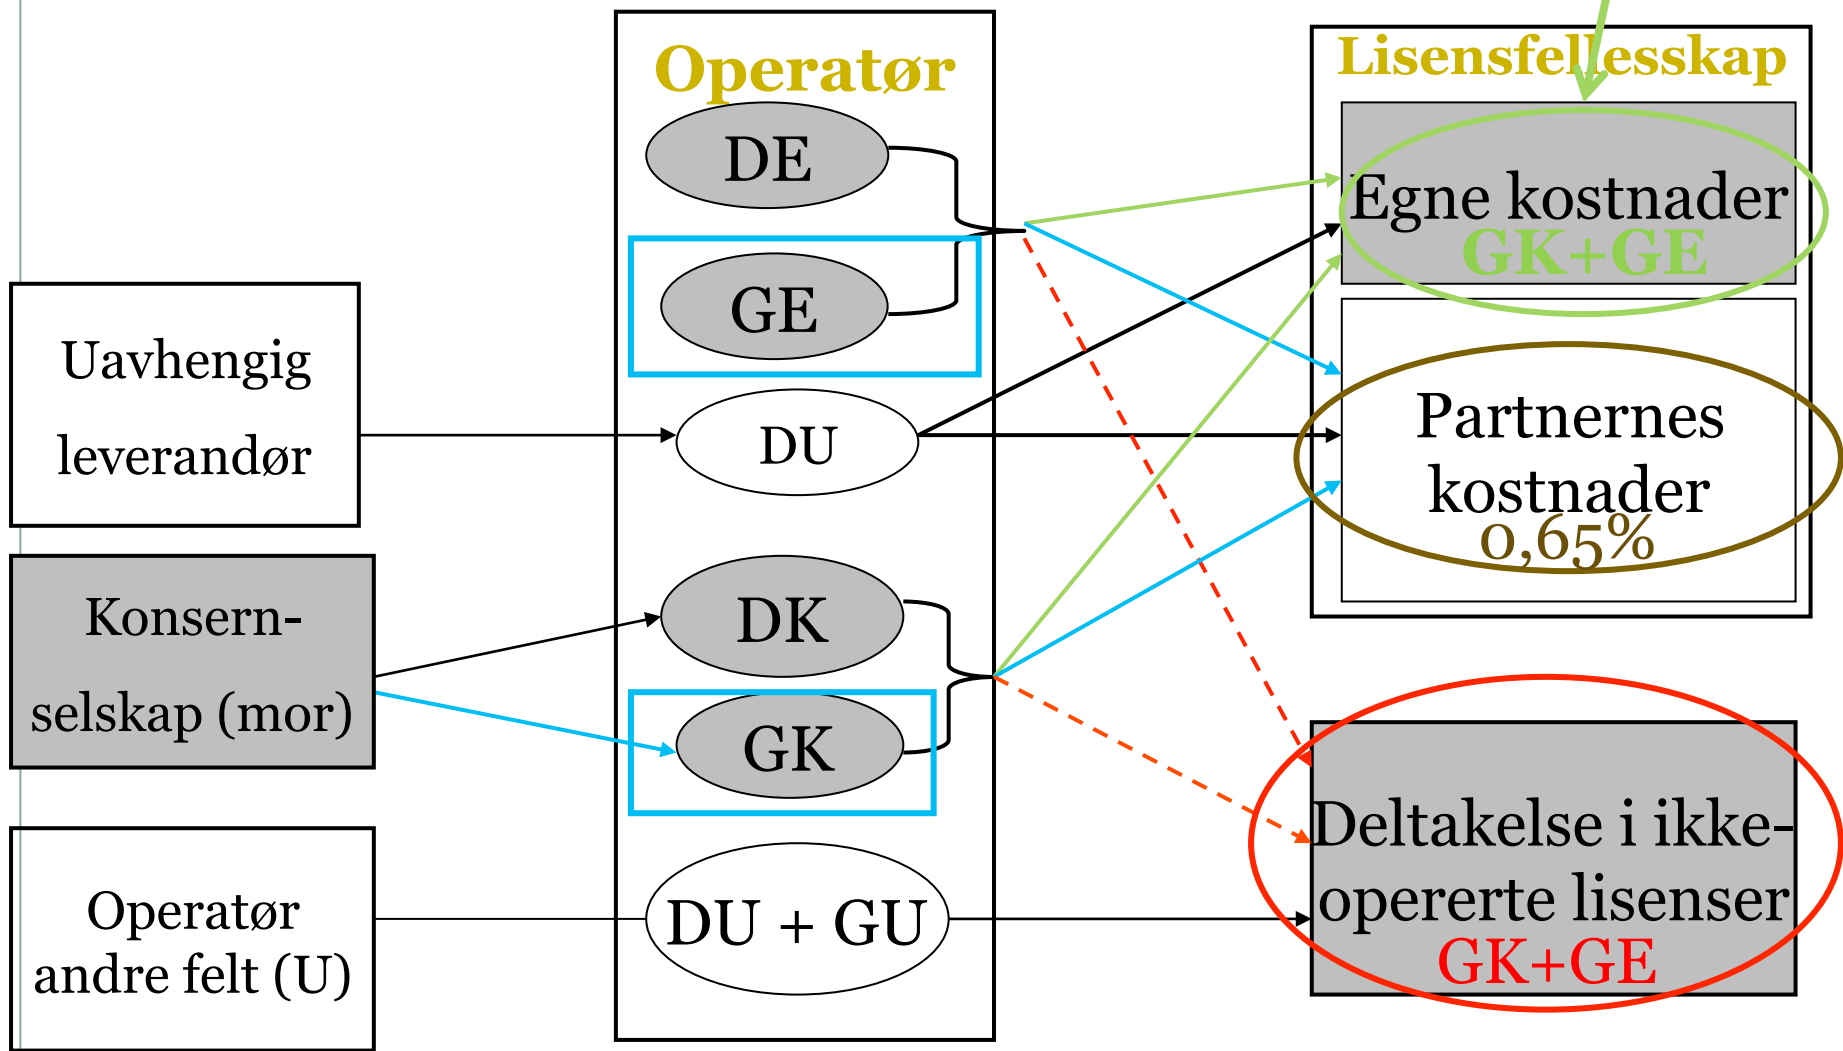 Uavhengig
leverandør
Konsern-
selskap (mor)
Operatør
andre felt (U)
Operatør
DE
GE
DU
DK
GK
DU + GU
Lisensfellesskap
Egne kostnader
GK+GE
Partnernes
kostnader
0,65%
Deltakelse i ikke-
opererte lisenser
GK+GE